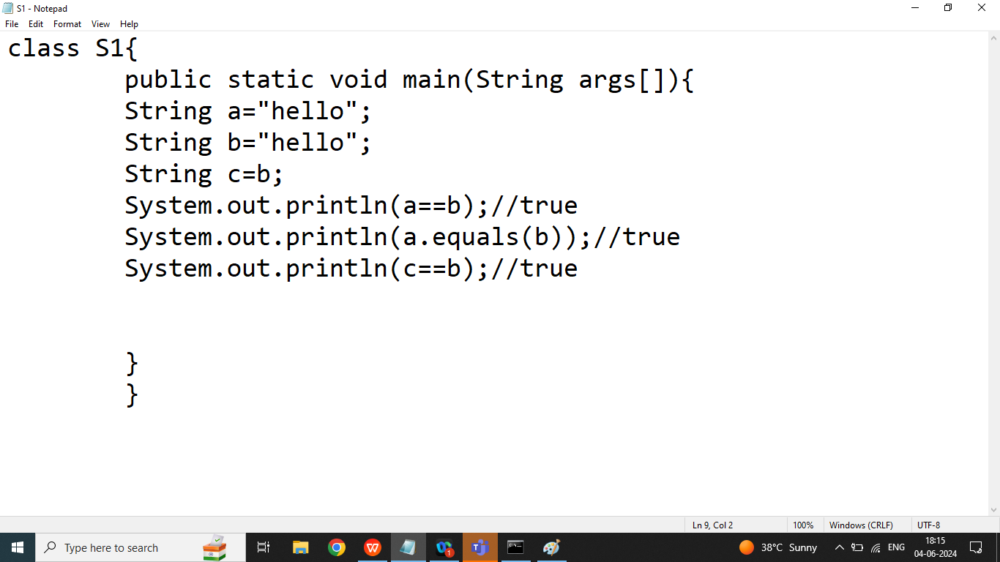 S1 - Notepad
File Edit Format View Help
class S1{
public static void main(String args[]){
String a="hello";
String b="hello";
String c=b;
System.out.println(a==b);//true
System.out.println(a.equals(b));//true
System.out.println(c==b);//true
}
}
Ln 9, Col 2 100% Windows (CRLF) UTF-8
Type here to search 38°C Sunny ENG 18:15
04-06-2024